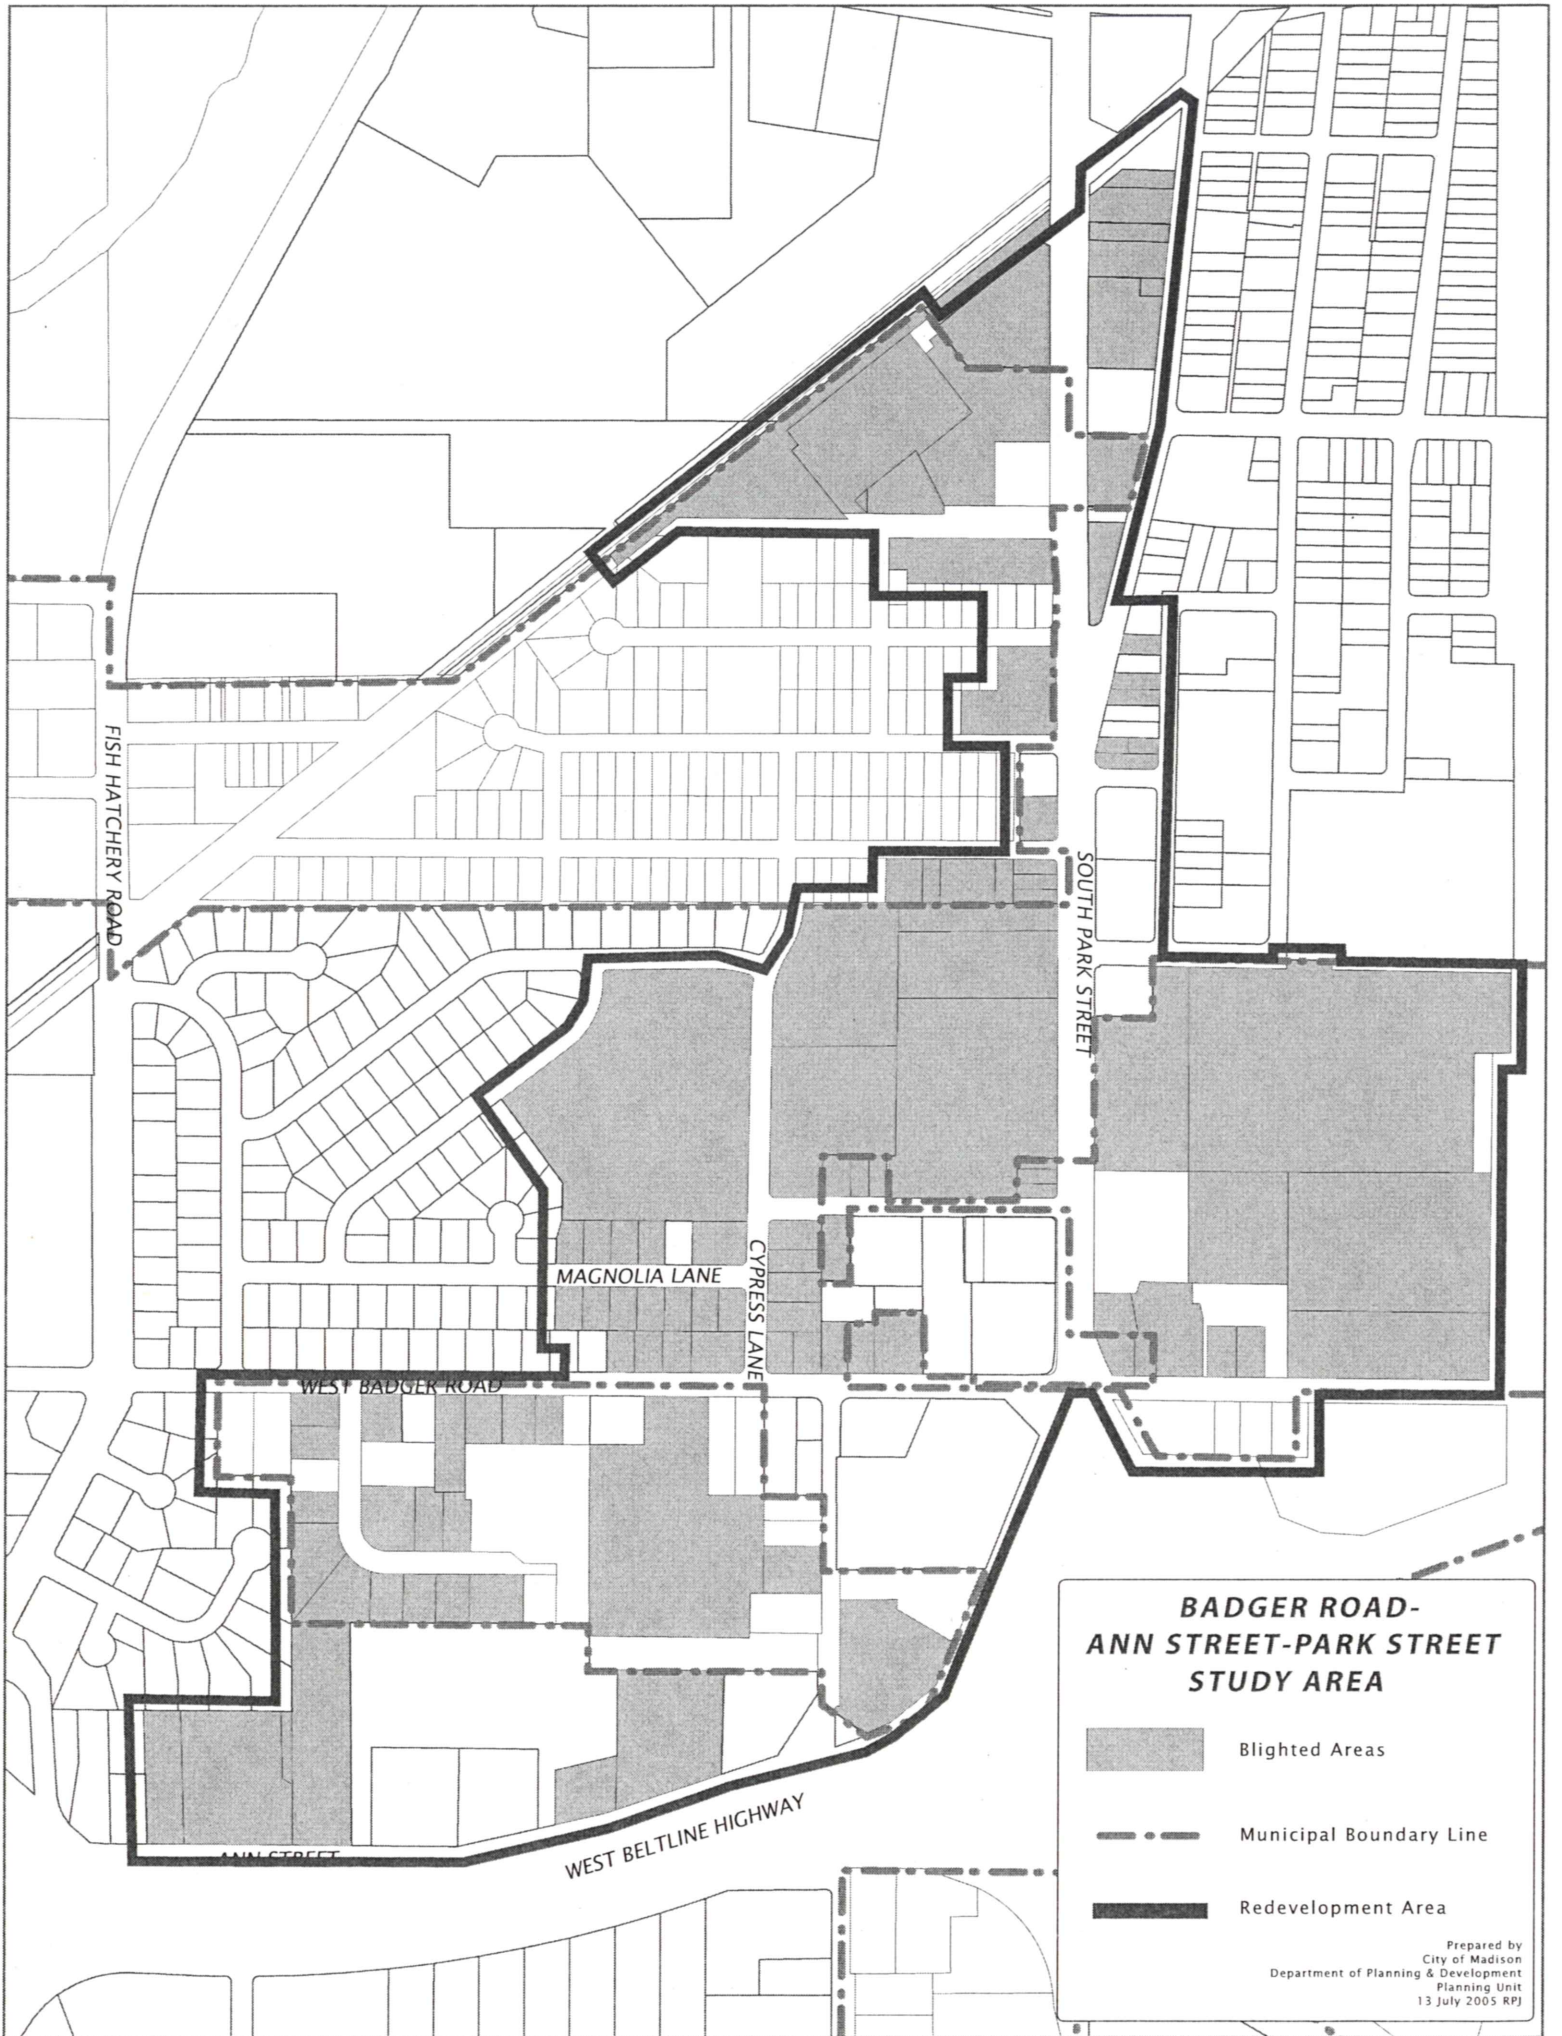 FISH HATCHERY ROAD
SOUTH PARK STREET
MAGNOLIA LANE
CYPRESS LANE
WEST BADGER ROAD
ANN STREET
WEST BELTLINE HIGHWAY
BADGER ROAD-
ANN STREET-PARK STREET
STUDY AREA
Blighted Areas
Municipal Boundary Line
Redevelopment Area
Prepared by
City of Madison
Department of Planning & Development
Planning Unit
13 July 2005 RPJ